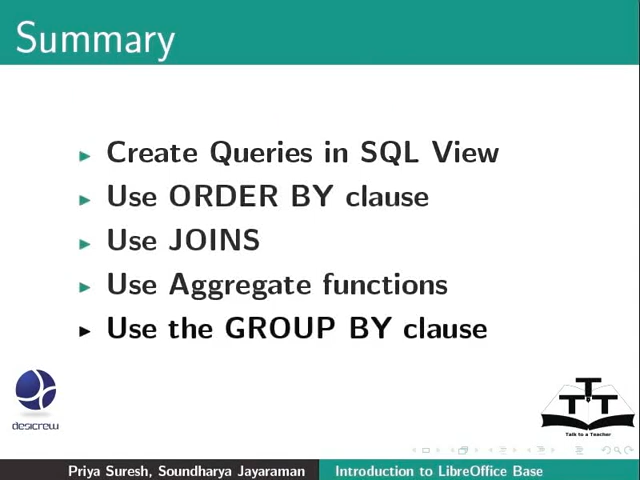 Summary
Create Queries in SQL View
Use ORDER BY clause
Use JOINS
Use Aggregate functions
Use the GROUP BY clause
desicrew
T
T T
Talk to a Teacher
Priya Suresh, Soundharya Jayaraman
Introduction to LibreOffice Base